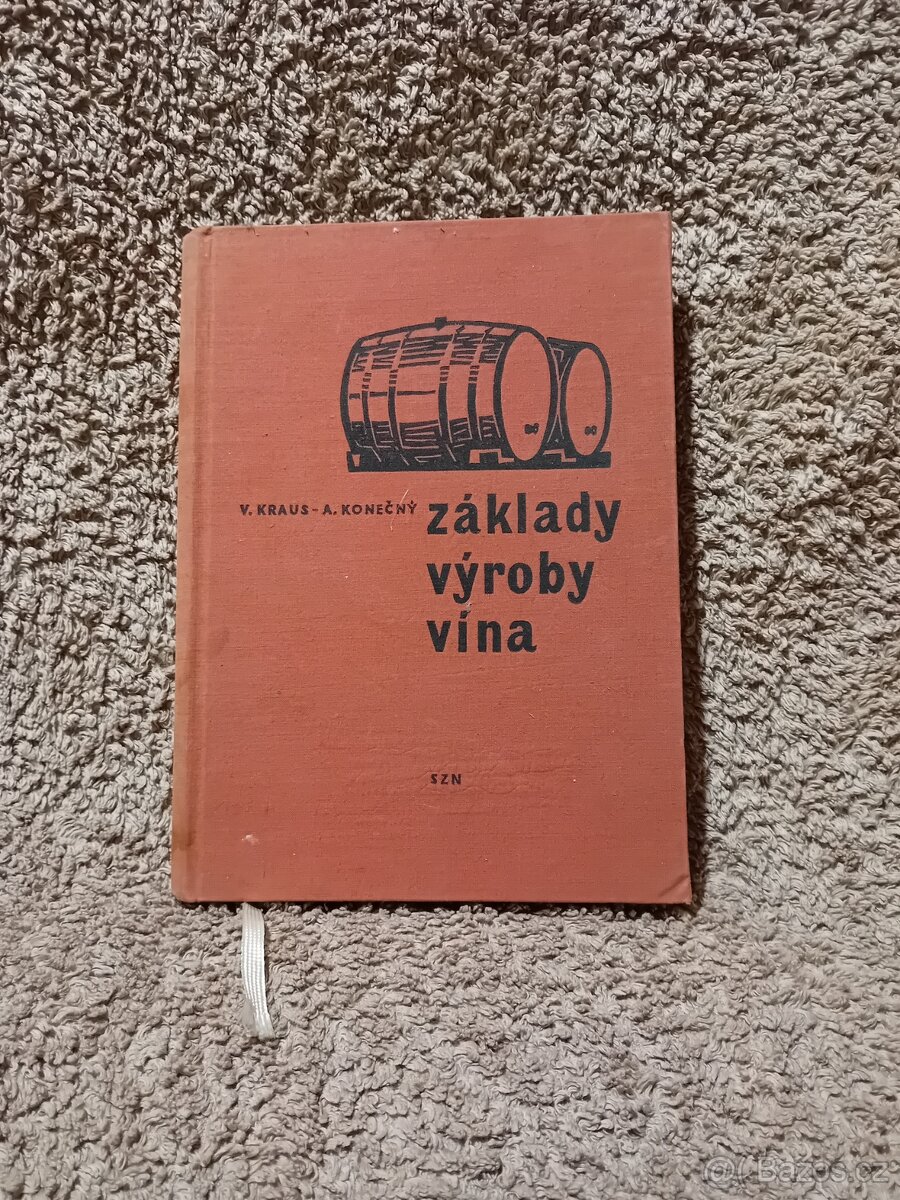 V. KRAUS - A. KONEČNÝ základy
výroby
vína
SZN
@ Bazos.cz